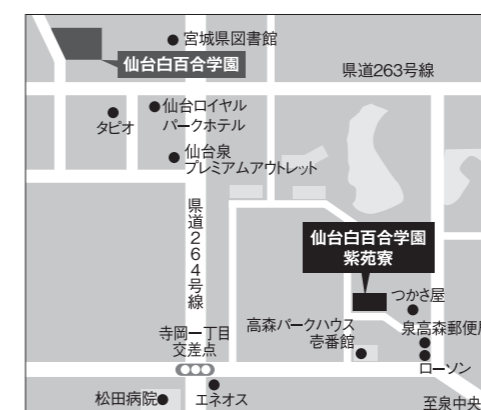 宮城県図書館
仙台白百合学園
県道263号線
仙台ロイヤル
パークホテル
タピオ
仙台泉
プレミアムアウトレット
県道264号線
仙台白百合学園
紫苑寮
つかさ屋
高森パークハウス
壱番館
泉高森郵便局
ローソン
寺岡一丁目
交差点
松田病院
エネオス
至泉中央